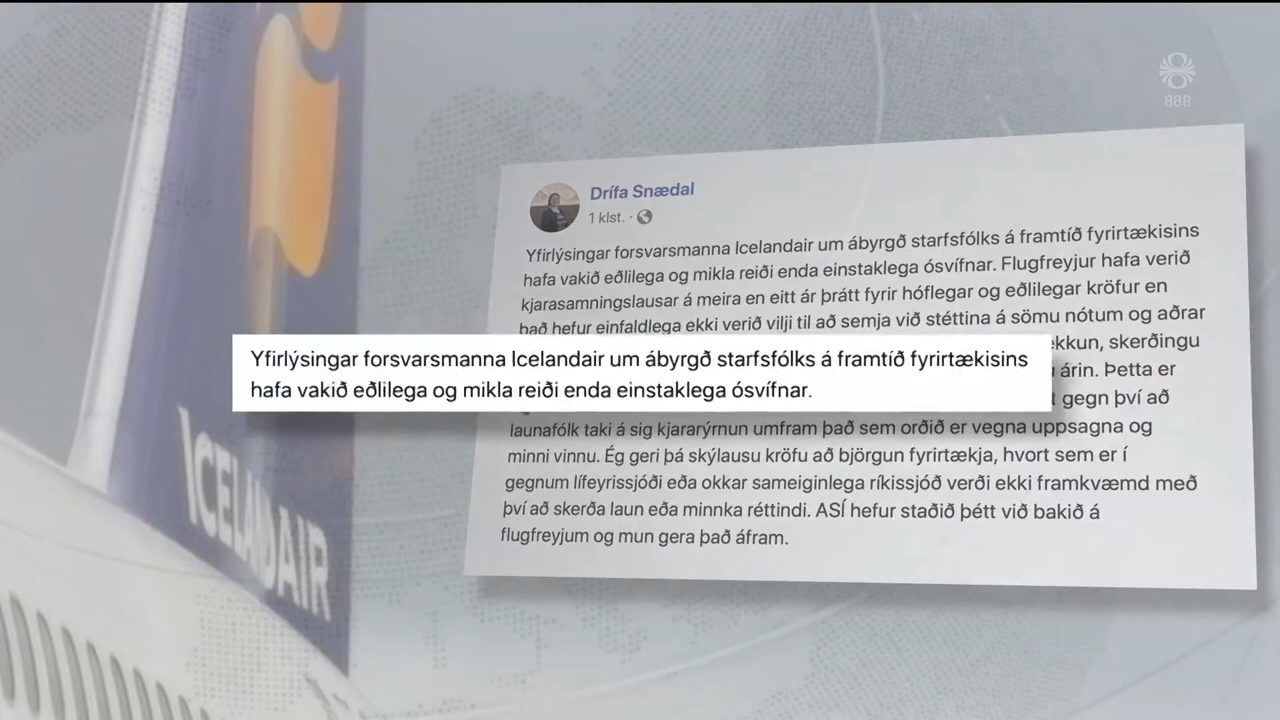 888
Drífa Snædal
1 klst.
Yfirlýsingar forsvarsmanna Icelandair um ábyrgð starfsfólks á framtíð fyrirtækisins
hafa vakið eðlilega og mikla reiði enda einstaklega ósvífnar. Flugfreyjur hafa verið
kjarasamningslausar á meira en eitt ár þrátt fyrir hóflegar og eðlilegar kröfur en
það hefur einfaldlega ekki verið vilji til að semja við stéttina á sömu nótum og aðrar
skerðingu
Yfirlýsingar forsvarsmanna Icelandair um ábyrgð starfsfólks á framtíð fyrirtækisins
hafa vakið eðlilega og mikla reiði enda einstaklega ósvífnar.
árin. Þetta er
gegn því að
launafólk taki á sig kjararýrnun umfram það sem orðið er vegna uppsagna og
minni vinnu. Ég geri þá skýlausu kröfu að björgun fyrirtækja, hvort sem er í
gegnum lífeyrissjóði eða okkar sameiginlega ríkissjóð verði ekki framkvæmd með
því að skerða laun eða minnka réttindi. ASÍ hefur staðið þétt við bakið á
flugfreyjum og mun gera það áfram.
ICELANDAIR